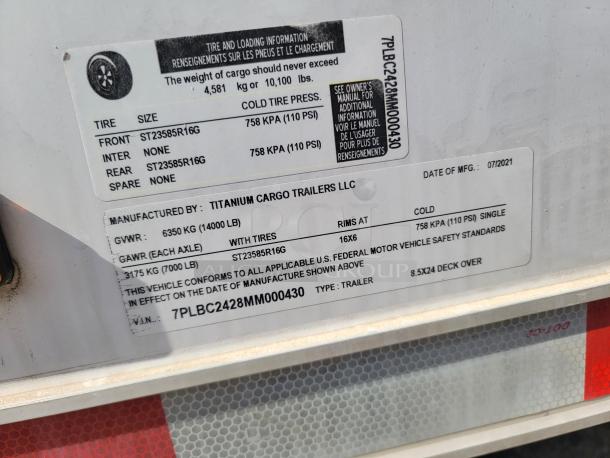 TIRE AND LOADING INFORMATION
RENSEIGNEMENTS SUR LES PNEUS ET LE CHARGEMENT
The weight of cargo should never exceed
4,581 kg or 10,100 lbs.
TIRE SIZE COLD TIRE PRESS.
FRONT ST23585R16G 758 KPA (110 PSI)
INTER NONE
REAR ST23585R16G 758 KPA (110 PSI)
SPARE NONE
SEE OWNER'S
MANUAL FOR
ADDITIONAL
INFORMATION
VOIR LE MANUEL
DE L'USAGER
POUR PLUS DE
RENSEIGNEMENTS
7PLBC2428MM000430
MANUFACTURED BY: TITANIUM CARGO TRAILERS LLC DATE OF MFG.: 07/2021
GVWR: 6350 KG (14000 LB)
GAWR (EACH AXLE) WITH TIRES RIMS AT COLD
3175 KG (7000 LB) ST23585R16G 16X6 758 KPA (110 PSI) SINGLE
THIS VEHICLE CONFORMS TO ALL APPLICABLE U.S. FEDERAL MOTOR VEHICLE SAFETY STANDARDS
IN EFFECT ON THE DATE OF MANUFACTURE SHOWN ABOVE
V.I.N.: 7PLBC2428MM000430 TYPE: TRAILER 8.5X24 DECK OVER
DOT-C2
GROUP